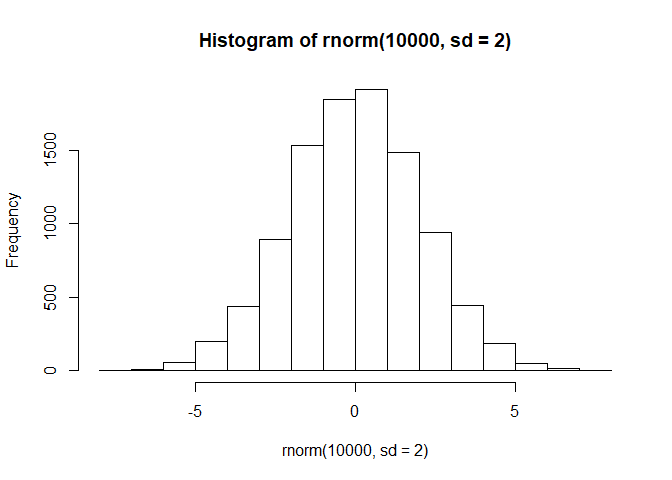 Histogram of rnorm(10000, sd = 2)
Frequency
1500
1000
500
0
-5 0 5
rnorm(10000, sd = 2)